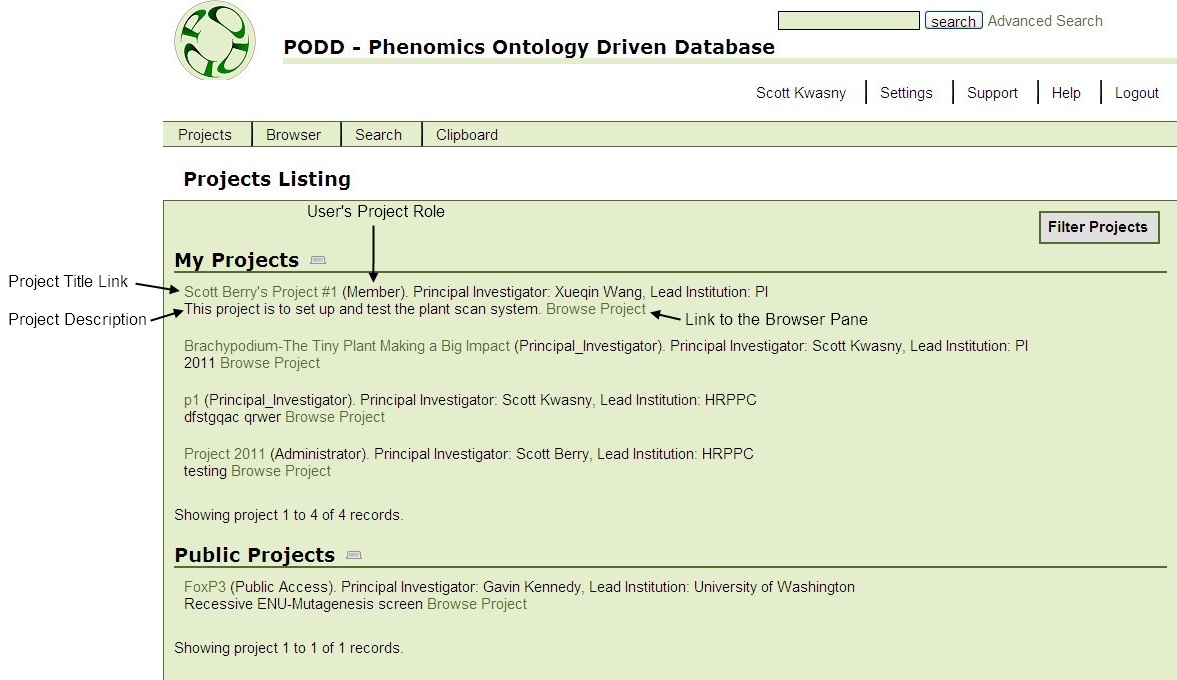 search Advanced Search
PODD - Phenomics Ontology Driven Database
Scott Kwasny Settings Support Help Logout
Projects Browser Search Clipboard
Projects Listing
User's Project Role
Filter Projects
My Projects
Project Title Link
Scott Berry's Project #1 (Member). Principal Investigator: Xueqin Wang, Lead Institution: PI
Project Description
This project is to set up and test the plant scan system. Browse Project
Link to the Browser Pane
Brachypodium-The Tiny Plant Making a Big Impact (Principal_Investigator). Principal Investigator: Scott Kwasny, Lead Institution: PI
2011 Browse Project
p1 (Principal_Investigator). Principal Investigator: Scott Kwasny, Lead Institution: HRPPC
dfstgqac qrwer Browse Project
Project 2011 (Administrator). Principal Investigator: Scott Berry, Lead Institution: HRPPC
testing Browse Project
Showing project 1 to 4 of 4 records.
Public Projects
FoxP3 (Public Access). Principal Investigator: Gavin Kennedy, Lead Institution: University of Washington
Recessive ENU-Mutagenesis screen Browse Project
Showing project 1 to 1 of 1 records.